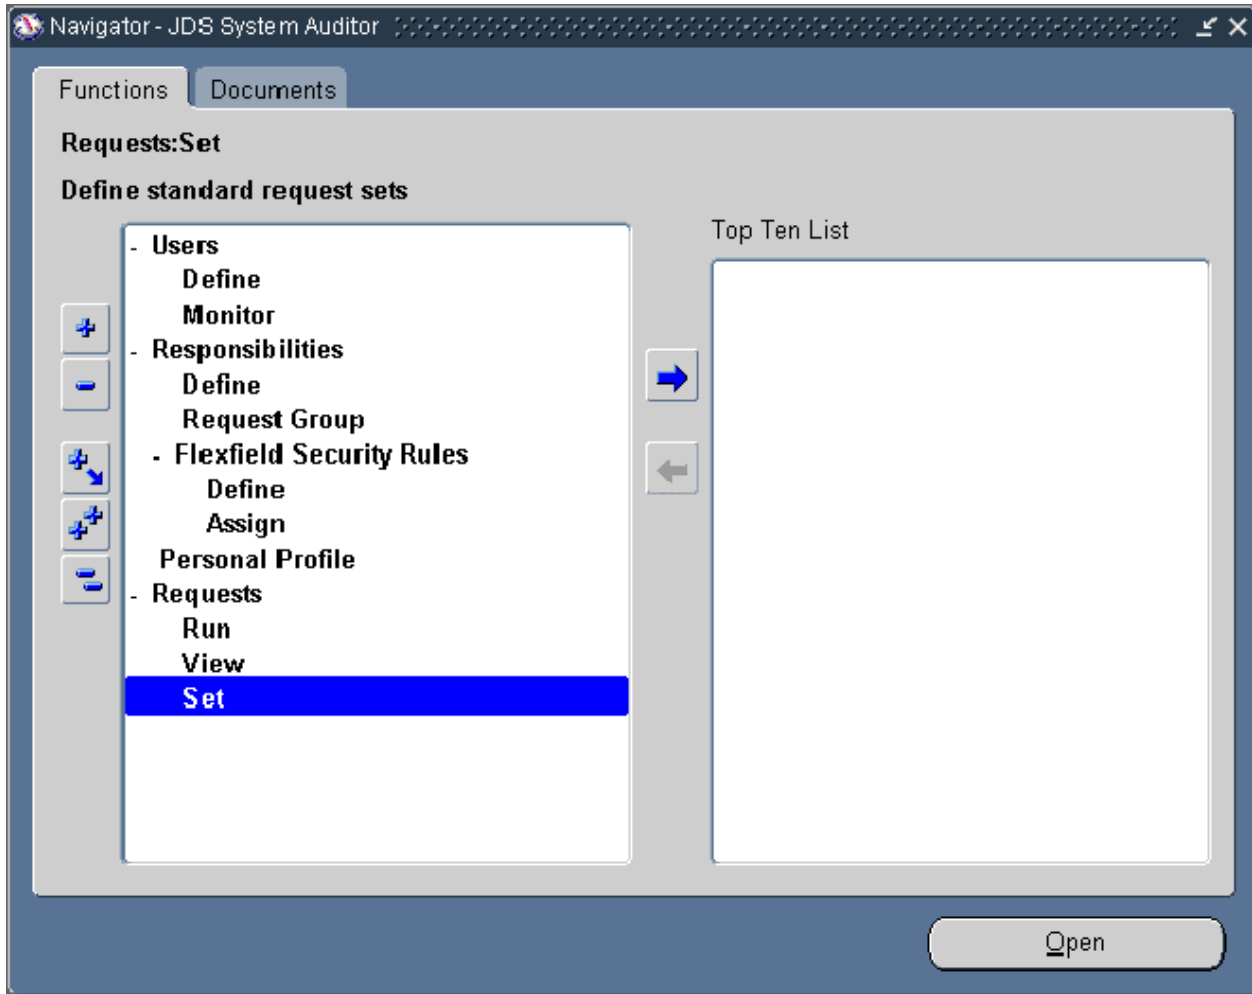 Navigator - JDS System Auditor
Functions
Documents
Requests:Set
Define standard request sets
- Users
Define
Monitor
- Responsibilities
Define
Request Group
- Flexfield Security Rules
Define
Assign
Personal Profile
- Requests
Run
View
Set
Top Ten List
Open